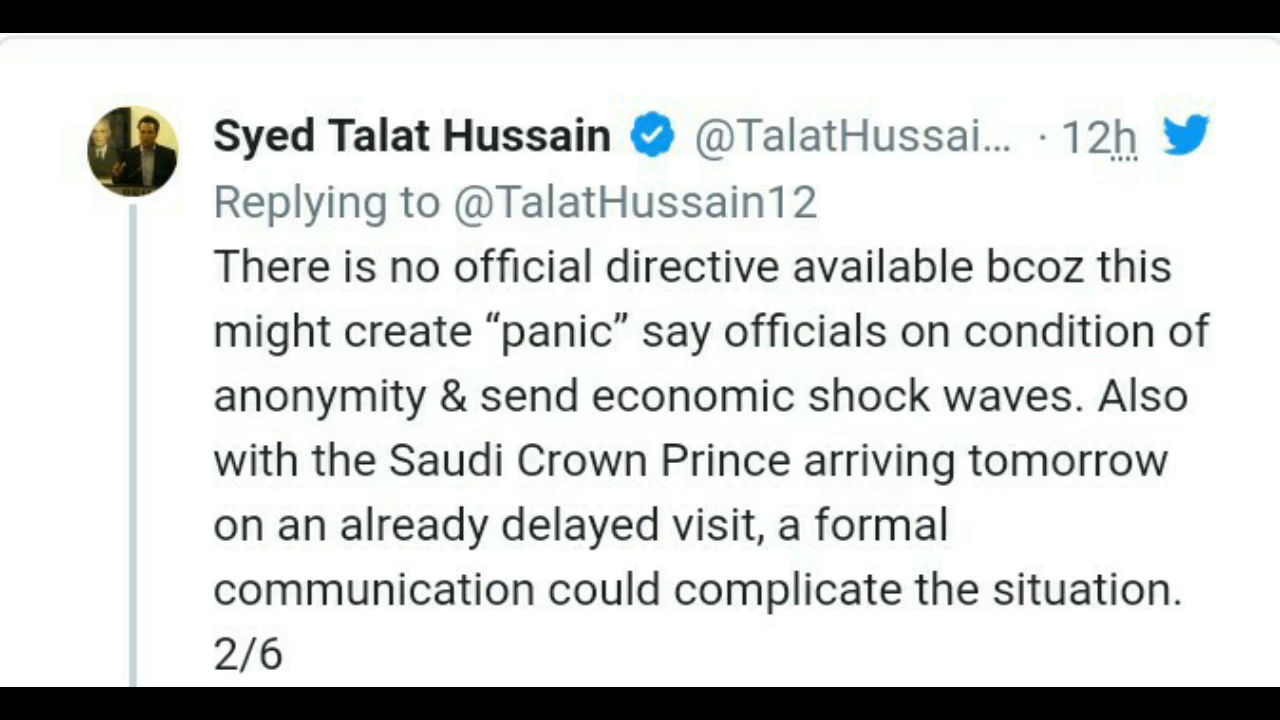 Syed Talat Hussain @TalatHussai... · 12h
Replying to @TalatHussain12
There is no official directive available bcoz this
might create “panic” say officials on condition of
anonymity & send economic shock waves. Also
with the Saudi Crown Prince arriving tomorrow
on an already delayed visit, a formal
communication could complicate the situation.
2/6